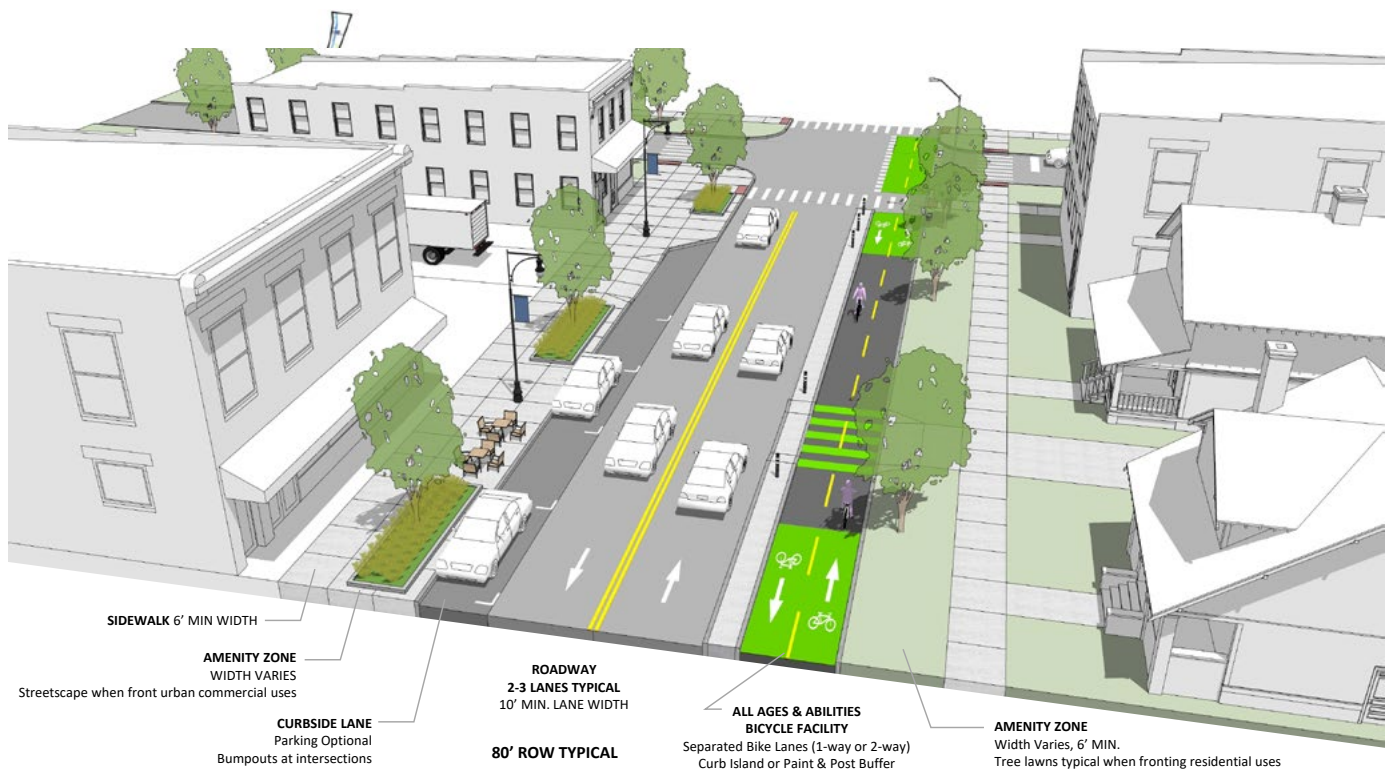 SIDEWALK 6’ MIN WIDTH
AMENITY ZONE
WIDTH VARIES
Streetscape when front urban commercial uses
CURBSIDE LANE
Parking Optional
Bumpouts at intersections
ROADWAY
2-3 LANES TYPICAL
10’ MIN. LANE WIDTH
80’ ROW TYPICAL
ALL AGES & ABILITIES
BICYCLE FACILITY
Separated Bike Lanes (1-way or 2-way)
Curb Island or Paint & Post Buffer
AMENITY ZONE
Width Varies, 6’ MIN.
Tree lawns typical when fronting residential uses